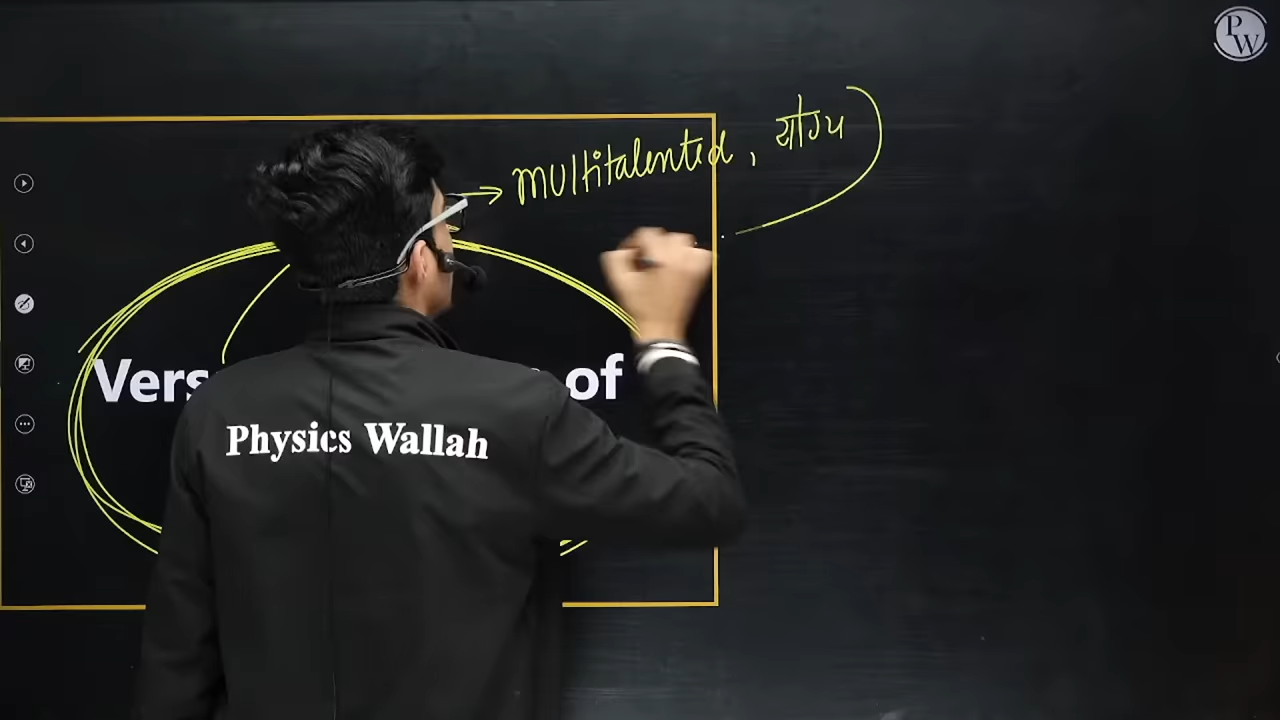 PW
multitalented, योग्य
Vers of
Physics Wallah